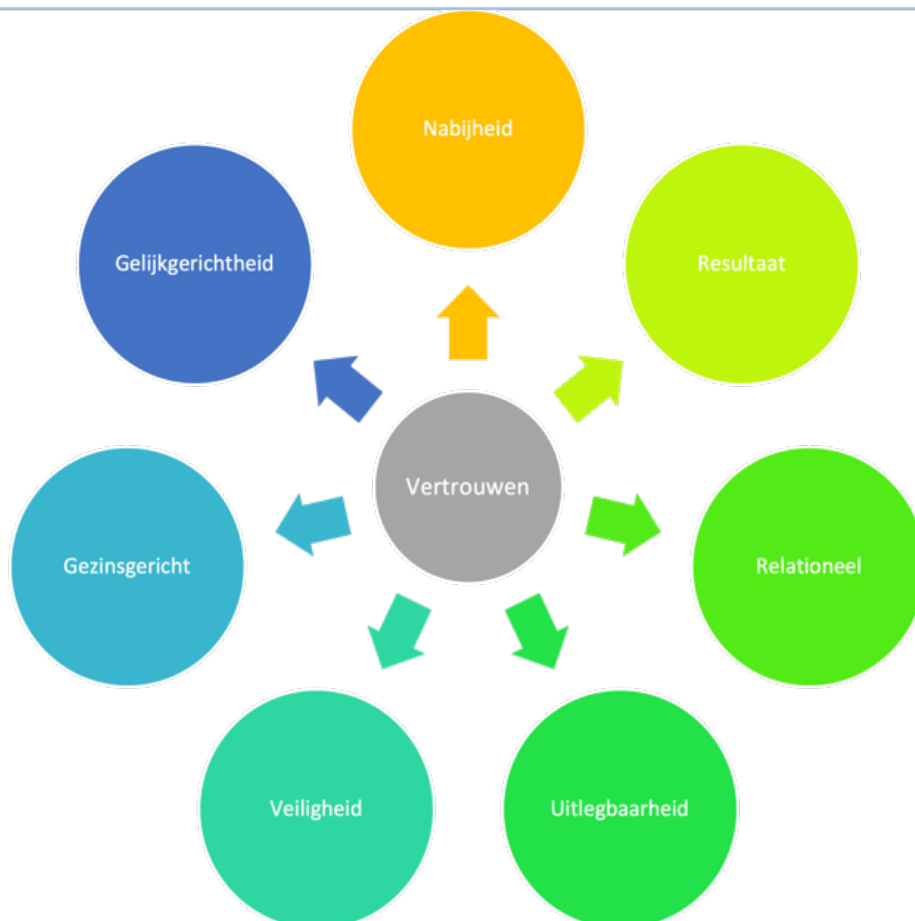 Nabijheid
Resultaat
Relationeel
Uitlegbaarheid
Veiligheid
Gezinsgericht
Gelijkgerichtheid
Vertrouwen